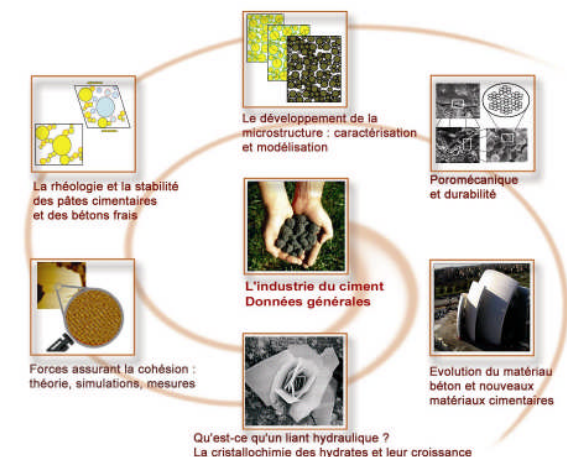 Le développement de la
microstructure : caractérisation
et modélisation
La rhéologie et la stabilité
des pâtes cimentaires
et des bétons frais
Poromécanique
et durabilité
L'industrie du ciment
Données générales
Forces assurant la cohésion :
théorie, simulations, mesures
Evolution du matériau
béton et nouveaux
matériaux cimentaires
Qu'est-ce qu'un liant hydraulique ?
La cristallochimie des hydrates et leur croissance